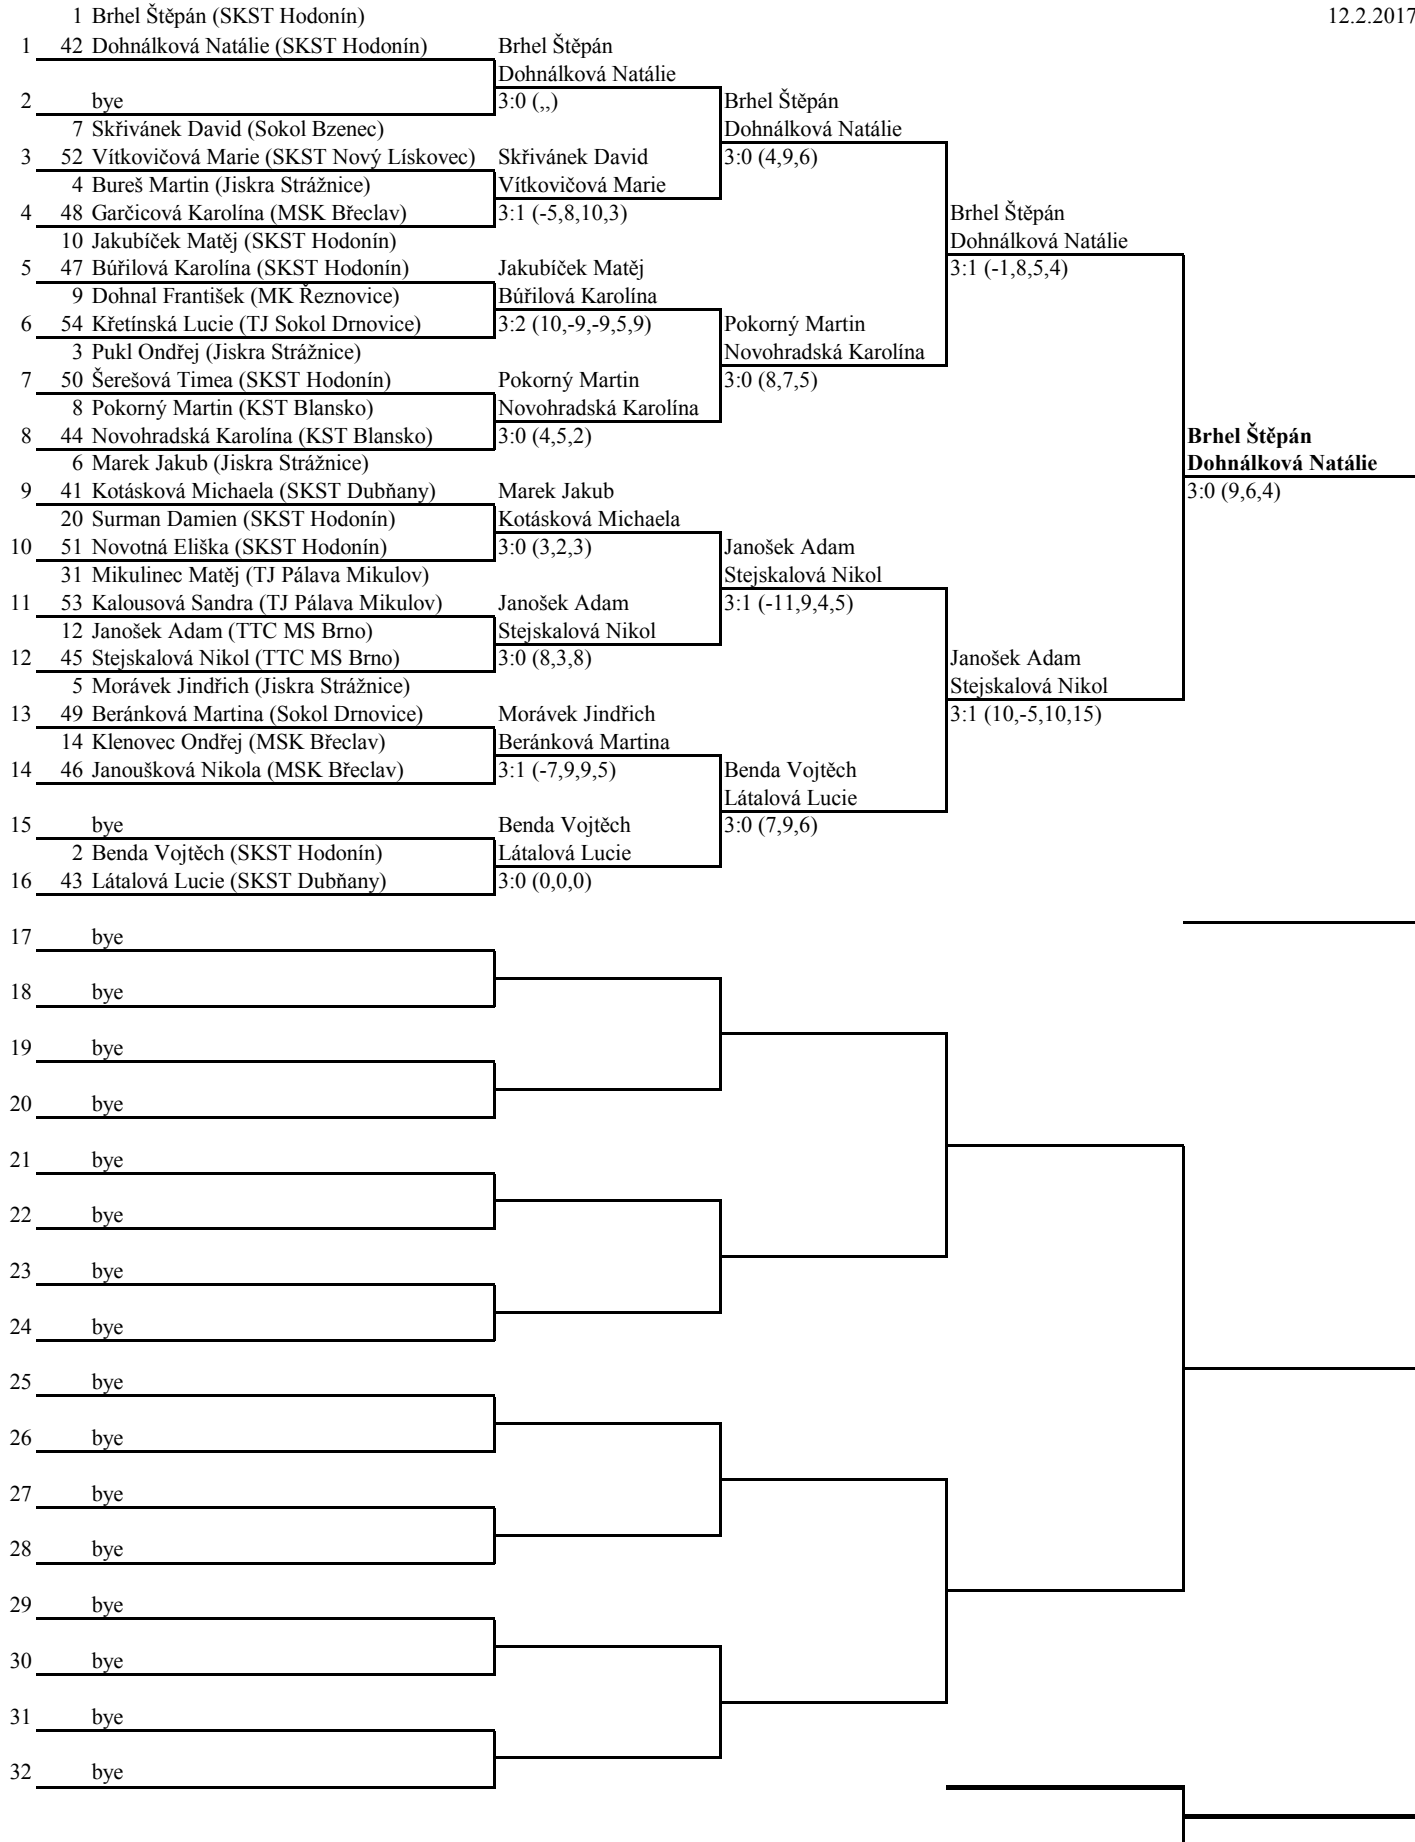 1 Brhel Štěpán (SKST Hodonín) 12.2.2017
1 42 Dohnálková Natálie (SKST Hodonín) Brhel Štěpán
Dohnálková Natálie
2 bye 3:0 (,,) Brhel Štěpán
7 Skřivánek David (Sokol Bzenec) Dohnálková Natálie
3 52 Vítkovičová Marie (SKST Nový Lískovec) Skřivánek David 3:0 (4,9,6)
4 Bureš Martin (Jiskra Strážnice) Vítkovičová Marie
4 48 Garčicová Karolína (MSK Břeclav) 3:1 (-5,8,10,3) Brhel Štěpán
10 Jakubíček Matěj (SKST Hodonín) Dohnálková Natálie
5 47 Búřilová Karolína (SKST Hodonín) Jakubíček Matěj 3:1 (-1,8,5,4)
9 Dohnal František (MK Řeznovice) Búřilová Karolína
6 54 Křetínská Lucie (TJ Sokol Drnovice) 3:2 (10,-9,-9,5,9) Pokorný Martin
3 Pukl Ondřej (Jiskra Strážnice) Novohradská Karolína
7 50 Šerešová Timea (SKST Hodonín) Pokorný Martin 3:0 (8,7,5)
8 Pokorný Martin (KST Blansko) Novohradská Karolína
8 44 Novohradská Karolína (KST Blansko) 3:0 (4,5,2) Brhel Štěpán
6 Marek Jakub (Jiskra Strážnice) Dohnálková Natálie
9 41 Kotásková Michaela (SKST Dubňany) Marek Jakub 3:0 (9,6,4)
20 Surman Damien (SKST Hodonín) Kotásková Michaela
10 51 Novotná Eliška (SKST Hodonín) 3:0 (3,2,3) Janošek Adam
31 Mikulinec Matěj (TJ Pálava Mikulov) Stejskalová Nikol
11 53 Kalousová Sandra (TJ Pálava Mikulov) Janošek Adam 3:1 (-11,9,4,5)
12 Janošek Adam (TTC MS Brno) Stejskalová Nikol
12 45 Stejskalová Nikol (TTC MS Brno) 3:0 (8,3,8) Janošek Adam
5 Morávek Jindřich (Jiskra Strážnice) Stejskalová Nikol
13 49 Beránková Martina (Sokol Drnovice) Morávek Jindřich 3:1 (10,-5,10,15)
14 Klenovec Ondřej (MSK Břeclav) Beránková Martina
14 46 Janoušková Nikola (MSK Břeclav) 3:1 (-7,9,9,5) Benda Vojtěch
Látalová Lucie
15 bye Benda Vojtěch 3:0 (7,9,6)
2 Benda Vojtěch (SKST Hodonín) Látalová Lucie
16 43 Látalová Lucie (SKST Dubňany) 3:0 (0,0,0)
17 bye
18 bye
19 bye
20 bye
21 bye
22 bye
23 bye
24 bye
25 bye
26 bye
27 bye
28 bye
29 bye
30 bye
31 bye
32 bye